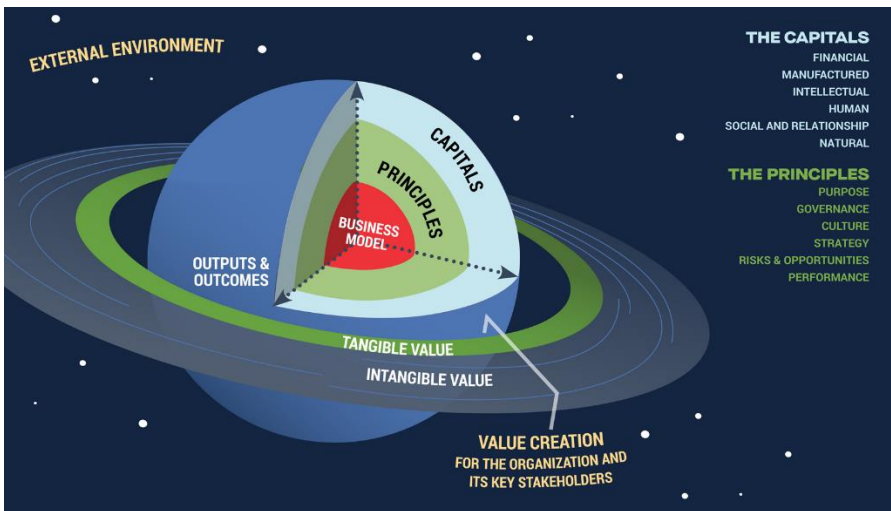 EXTERNAL ENVIRONMENT
THE CAPITALS
FINANCIAL
MANUFACTURED
INTELLECTUAL
HUMAN
SOCIAL AND RELATIONSHIP
NATURAL
THE PRINCIPLES
PURPOSE
GOVERNANCE
CULTURE
STRATEGY
RISKS & OPPORTUNITIES
PERFORMANCE
CAPITALS
PRINCIPLES
BUSINESS
MODEL
OUTPUTS &
OUTCOMES
TANGIBLE VALUE
INTANGIBLE VALUE
VALUE CREATION
FOR THE ORGANIZATION AND
ITS KEY STAKEHOLDERS